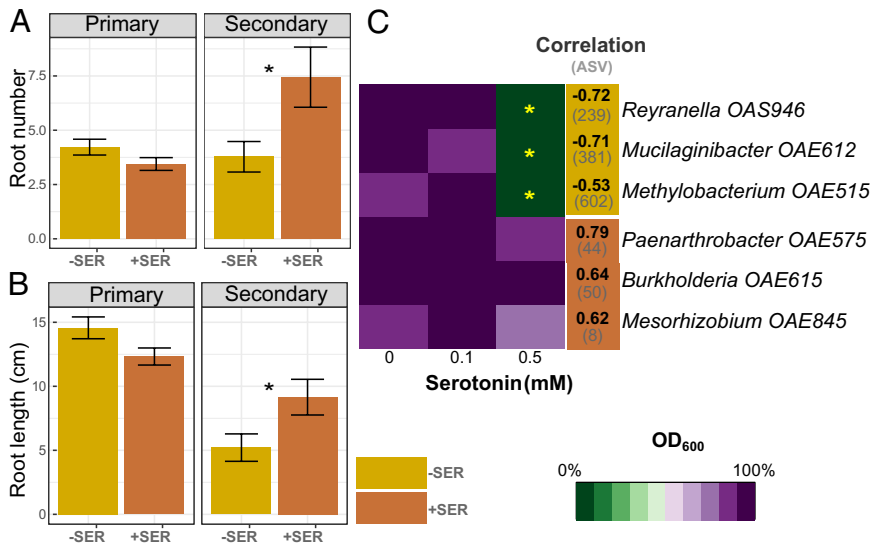 A
Primary
Secondary
Root number
7.5
5.0
2.5
0.0
*
-SER
+SER
-SER
+SER
B
Primary
Secondary
Root length (cm)
15
10
5
0
*
-SER
+SER
-SER
+SER
-SER
+SER
C
Correlation
(ASV)
* -0.72 (239) Reyranella OAS946
* -0.71 (381) Mucilaginibacter OAE612
* -0.53 (602) Methylobacterium OAE515
0.79 (44) Paenarthrobacter OAE575
0.64 (50) Burkholderia OAE615
0.62 (8) Mesorhizobium OAE845
0 0.1 0.5
Serotonin (mM)
OD600
0% 100%